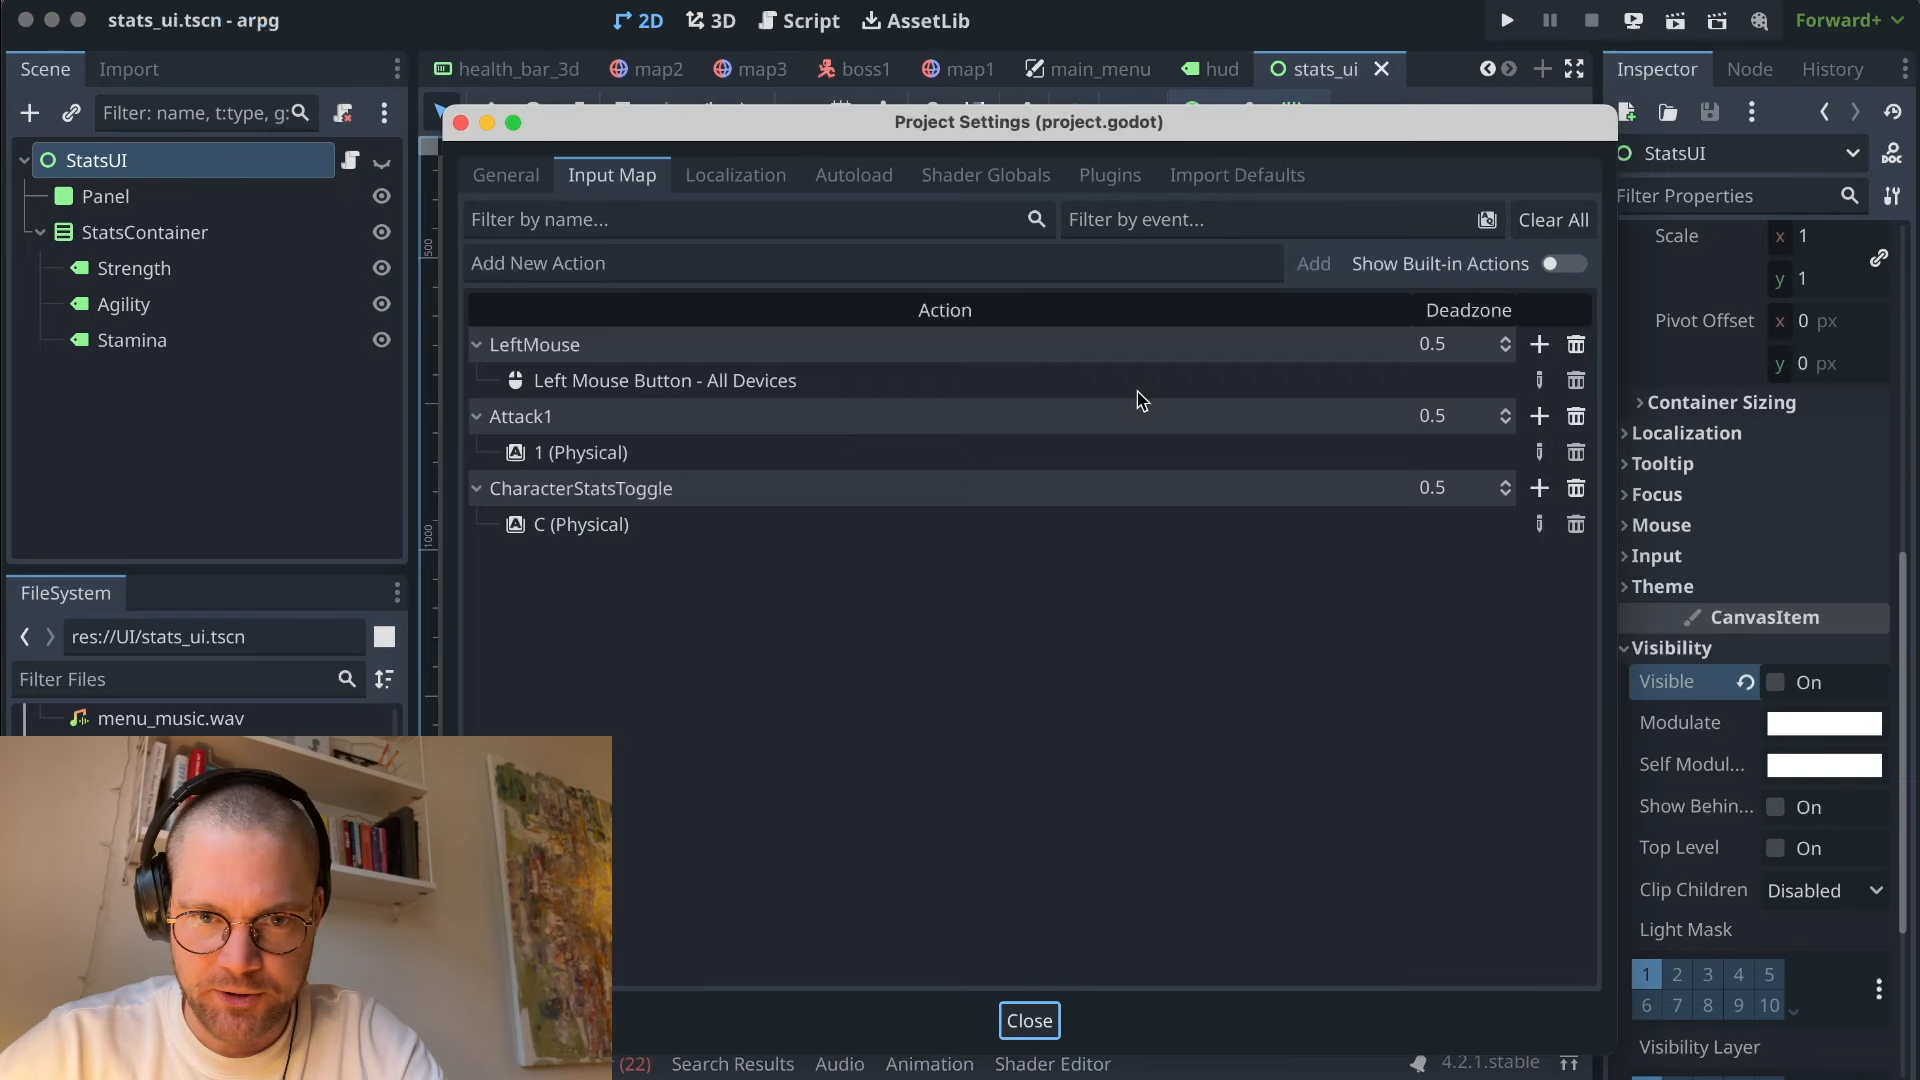 stats_ui.tscn - arpg
2D
3D
Script
AssetLib
Forward+
Scene
Import
health_bar_3d
map2
map3
boss1
map1
main_menu
hud
stats_ui
Inspector
Node
History
Filter: name, t:type, g:
Project Settings (project.godot)
StatsUI
Panel
StatsContainer
Strength
Agility
Stamina
General
Input Map
Localization
Autoload
Shader Globals
Plugins
Import Defaults
Filter by name...
Filter by event...
Clear All
Add New Action
Add
Show Built-in Actions
Action
Deadzone
LeftMouse
0.5
Left Mouse Button - All Devices
Attack1
0.5
1 (Physical)
CharacterStatsToggle
0.5
C (Physical)
500
1000
Close
StatsUI
Filter Properties
Scale
x 1
y 1
Pivot Offset
x 0 px
y 0 px
Container Sizing
Localization
Tooltip
Focus
Mouse
Input
Theme
CanvasItem
Visibility
Visible
On
Modulate
Self Modul...
Show Behin...
On
Top Level
On
Clip Children
Disabled
Light Mask
1 2 3 4 5
6 7 8 9 10
Visibility Layer
FileSystem
res://UI/stats_ui.tscn
Filter Files
menu_music.wav
(22)
Search Results
Audio
Animation
Shader Editor
4.2.1.stable